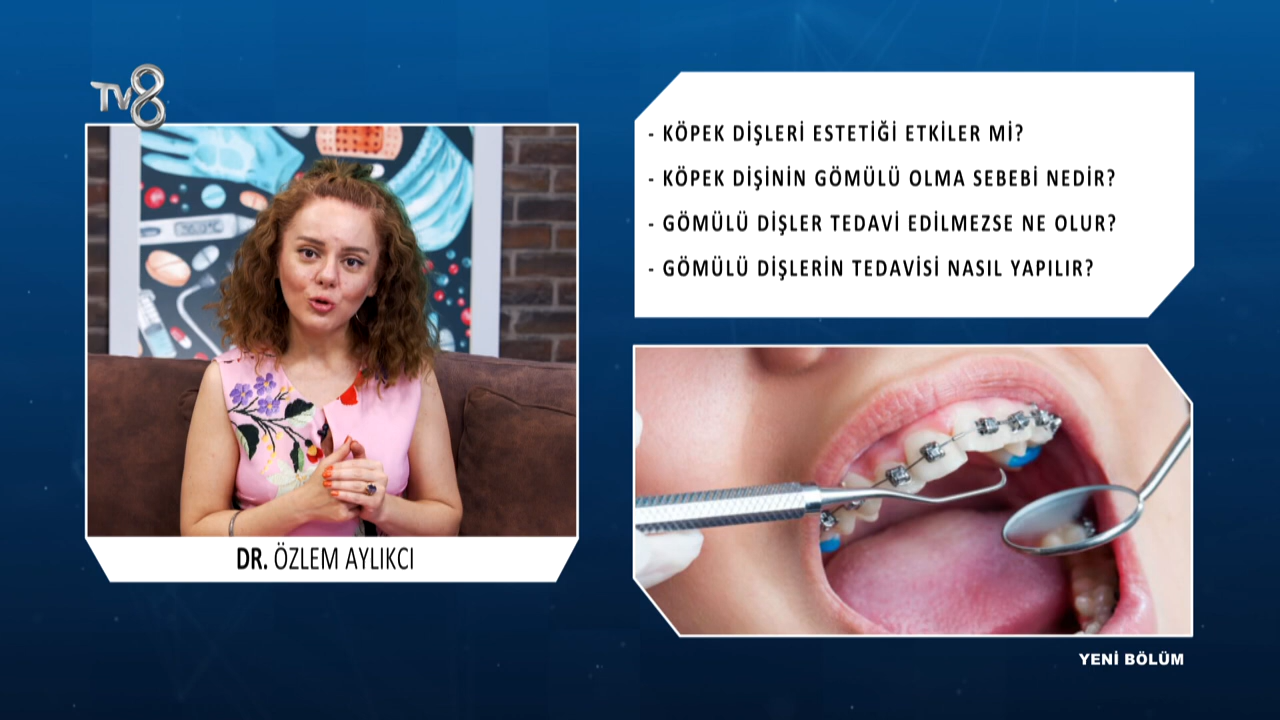 TV8
- KÖPEK DİŞLERİ ESTETİĞİ ETKİLER Mİ?
- KÖPEK DİŞİNİN GÖMÜLÜ OLMA SEBEBİ NEDİR?
- GÖMÜLÜ DİŞLER TEDAVİ EDİLMEZSE NE OLUR?
- GÖMÜLÜ DİŞLERİN TEDAVİSİ NASIL YAPILIR?
DR. ÖZLEM AYLIKCI
YENİ BÖLÜM